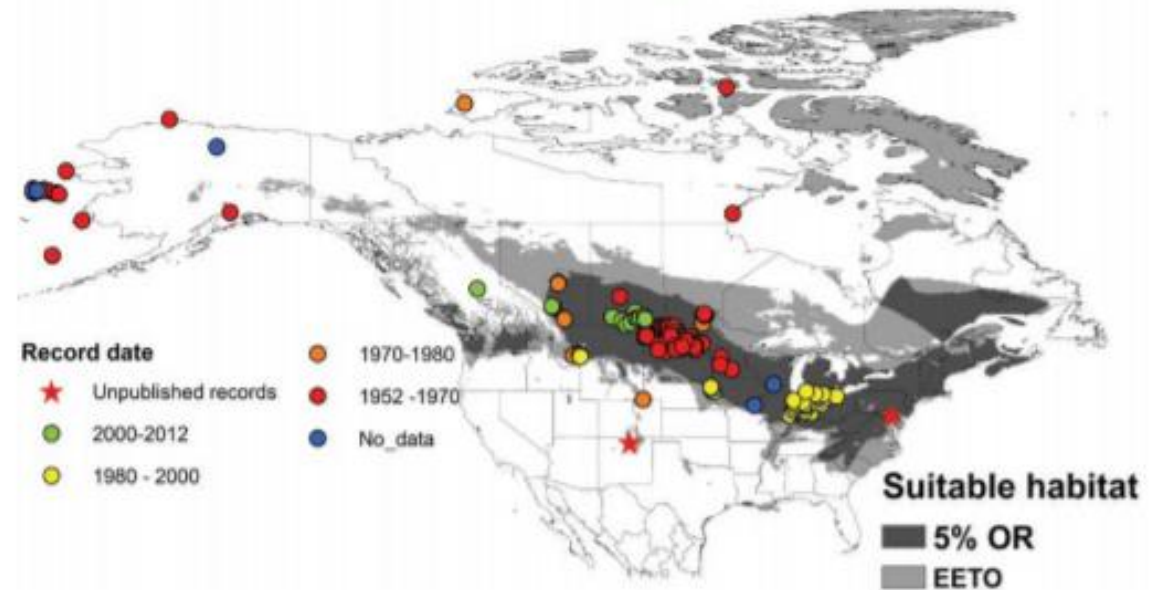 Record date
Unpublished records
2000-2012
1980 - 2000
1970-1980
1952 -1970
No_data
Suitable habitat
5% OR
EETO